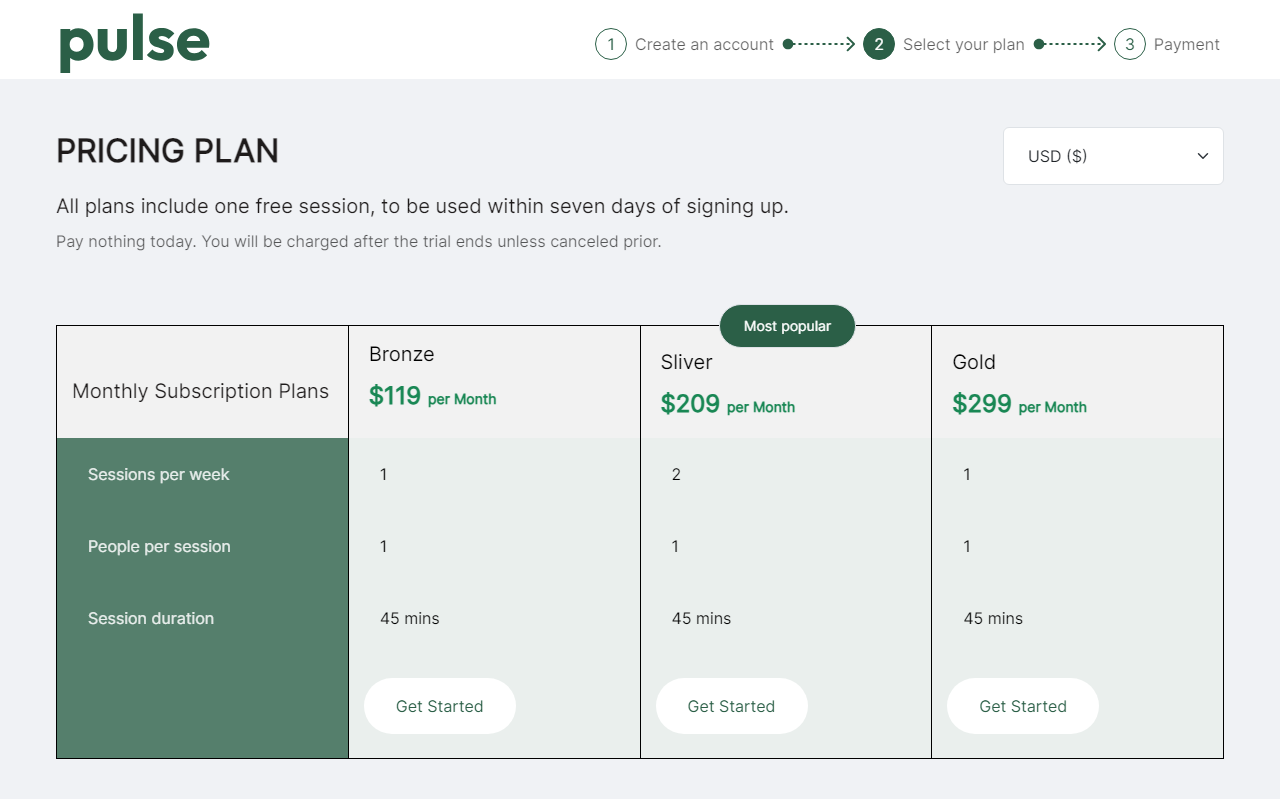 pulse
1 Create an account 2 Select your plan 3 Payment
PRICING PLAN
USD ($)
All plans include one free session, to be used within seven days of signing up.
Pay nothing today. You will be charged after the trial ends unless canceled prior.
Most popular
Monthly Subscription Plans
Bronze
$119 per Month
Sliver
$209 per Month
Gold
$299 per Month
Sessions per week 1 2 1
People per session 1 1 1
Session duration 45 mins 45 mins 45 mins
Get Started Get Started Get Started